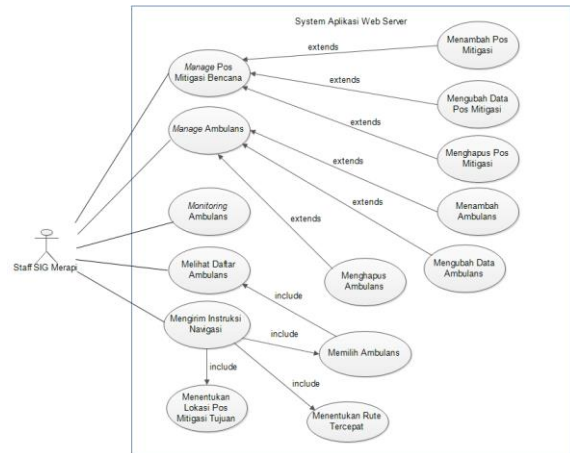 System Aplikasi Web Server
Menambah Pos
Mitigasi
extends
Manage Pos
Mitigasi Bencana
extends
Mengubah Data
Pos Mitigasi
extends
Manage Ambulans
Menghapus Pos
Mitigasi
extends
Menambah
Ambulans
Monitoring
Ambulans
extends
extends
Staff SIG Merapi
Melihat Daftar
Ambulans
Menghapus
Ambulans
Mengubah Data
Ambulans
include
Mengirim Instruksi
Navigasi
include
Memilih Ambulans
include
include
Menentukan
Lokasi Pos
Mitigasi Tujuan
Menentukan Rute
Tercepat